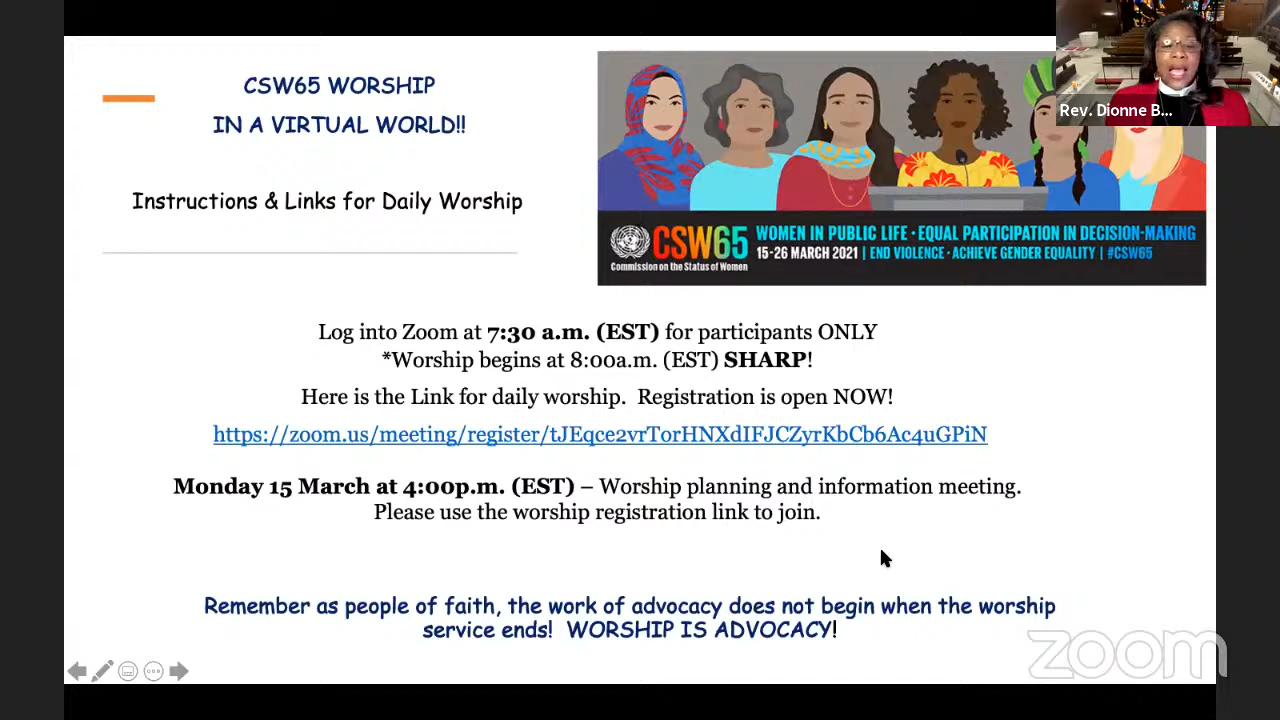 CSW65 WORSHIP
IN A VIRTUAL WORLD!!
Instructions & Links for Daily Worship
Rev. Dionne B...
CSW65
Commission on the Status of Women
WOMEN IN PUBLIC LIFE · EQUAL PARTICIPATION IN DECISION-MAKING
15-26 MARCH 2021 | END VIOLENCE · ACHIEVE GENDER EQUALITY | #CSW65
Log into Zoom at 7:30 a.m. (EST) for participants ONLY
*Worship begins at 8:00a.m. (EST) SHARP!
Here is the Link for daily worship. Registration is open NOW!
https://zoom.us/meeting/register/tJEqce2vrTorHNXdIFJCZyrKbCb6Ac4uGPiN
Monday 15 March at 4:00p.m. (EST) – Worship planning and information meeting.
Please use the worship registration link to join.
Remember as people of faith, the work of advocacy does not begin when the worship
service ends! WORSHIP IS ADVOCACY!
zoom